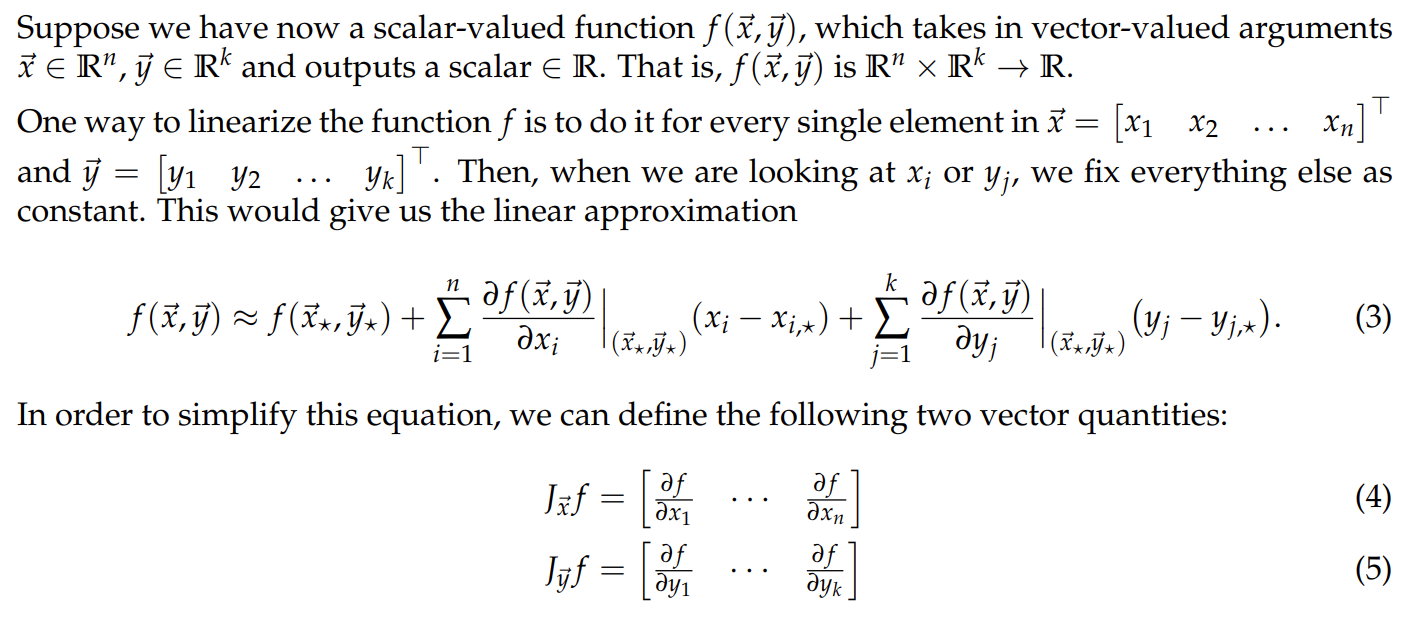 Suppose we have now a scalar-valued function $f(\vec{x}, \vec{y})$, which takes in vector-valued arguments
$\vec{x} \in \mathbb{R}^n, \vec{y} \in \mathbb{R}^k$ and outputs a scalar $\in \mathbb{R}$. That is, $f(\vec{x}, \vec{y})$ is $\mathbb{R}^n \times \mathbb{R}^k \to \mathbb{R}$.
One way to linearize the function $f$ is to do it for every single element in $\vec{x} = \begin{bmatrix} x_1 & x_2 & \dots & x_n \end{bmatrix}^\top$
and $\vec{y} = \begin{bmatrix} y_1 & y_2 & \dots & y_k \end{bmatrix}^\top$. Then, when we are looking at $x_i$ or $y_j$, we fix everything else as
constant. This would give us the linear approximation
$f(\vec{x}, \vec{y}) \approx f(\vec{x}_\star, \vec{y}_\star) + \sum_{i=1}^{n} \frac{\partial f(\vec{x}, \vec{y})}{\partial x_i} \Big|_{(\vec{x}_\star, \vec{y}_\star)} (x_i - x_{i,\star}) + \sum_{j=1}^{k} \frac{\partial f(\vec{x}, \vec{y})}{\partial y_j} \Big|_{(\vec{x}_\star, \vec{y}_\star)} (y_j - y_{j,\star}).$ (3)
In order to simplify this equation, we can define the following two vector quantities:
$J_{\vec{x}} f = \begin{bmatrix} \frac{\partial f}{\partial x_1} & \cdots & \frac{\partial f}{\partial x_n} \end{bmatrix}$ (4)
$J_{\vec{y}} f = \begin{bmatrix} \frac{\partial f}{\partial y_1} & \cdots & \frac{\partial f}{\partial y_k} \end{bmatrix}$ (5)